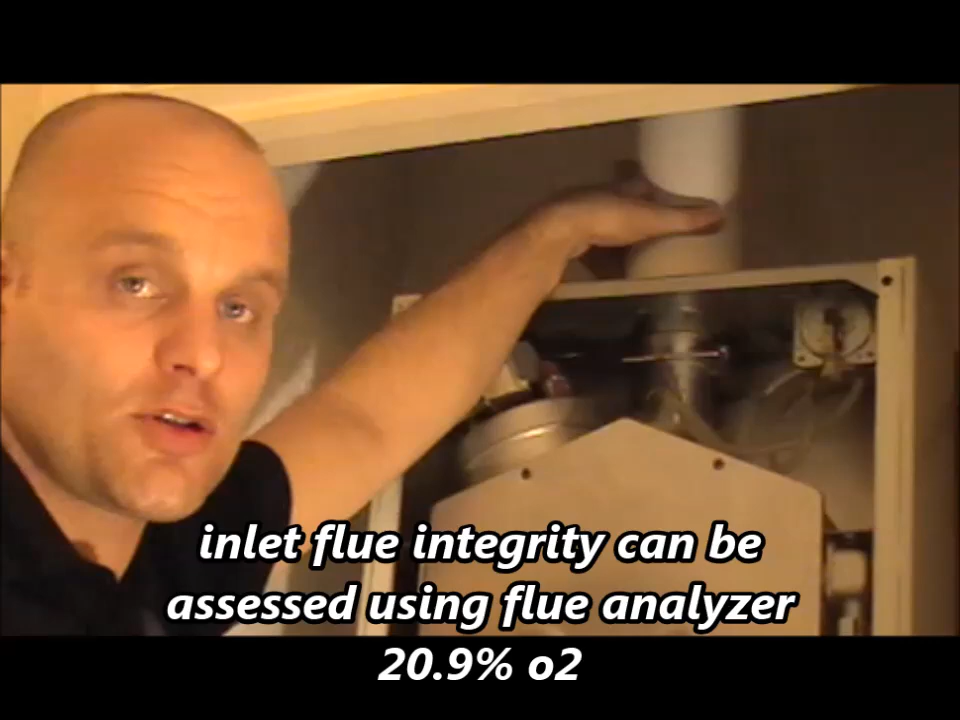 inlet flue integrity can be
assessed using flue analyzer
20.9% o2